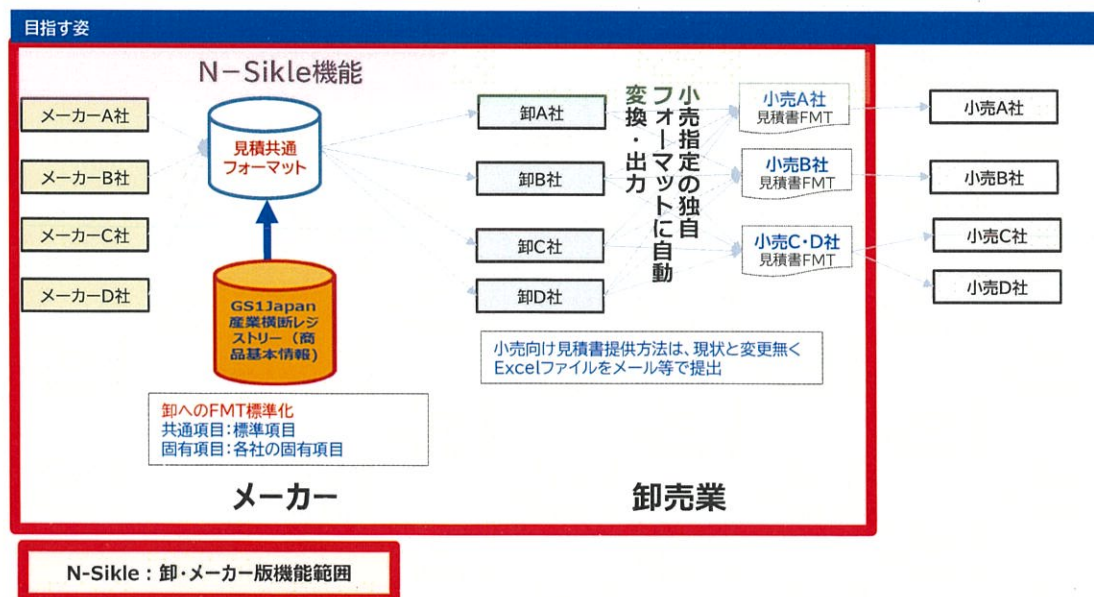 目指す姿
N－Sikle機能
メーカーA社
メーカーB社
メーカーC社
メーカーD社
見積共通
フォーマット
GS1Japan
産業横断レジ
ストリー（商
品基本情報)
卸へのFMT標準化
共通項目：標準項目
固有項目：各社の固有項目
メーカー
卸A社
卸B社
卸C社
卸D社
小売指定の独自
フォーマットに自動
変換・出力
小売A社
見積書FMT
小売B社
見積書FMT
小売C・D社
見積書FMT
小売向け見積書提供方法は、現状と変更無く
Excelファイルをメール等で提出
卸売業
小売A社
小売B社
小売C社
小売D社
N-Sikle：卸・メーカー版機能範囲